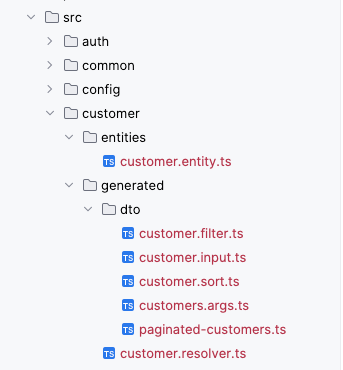 src
auth
common
config
customer
entities
TS customer.entity.ts
generated
dto
TS customer.filter.ts
TS customer.input.ts
TS customer.sort.ts
TS customers.args.ts
TS paginated-customers.ts
TS customer.resolver.ts